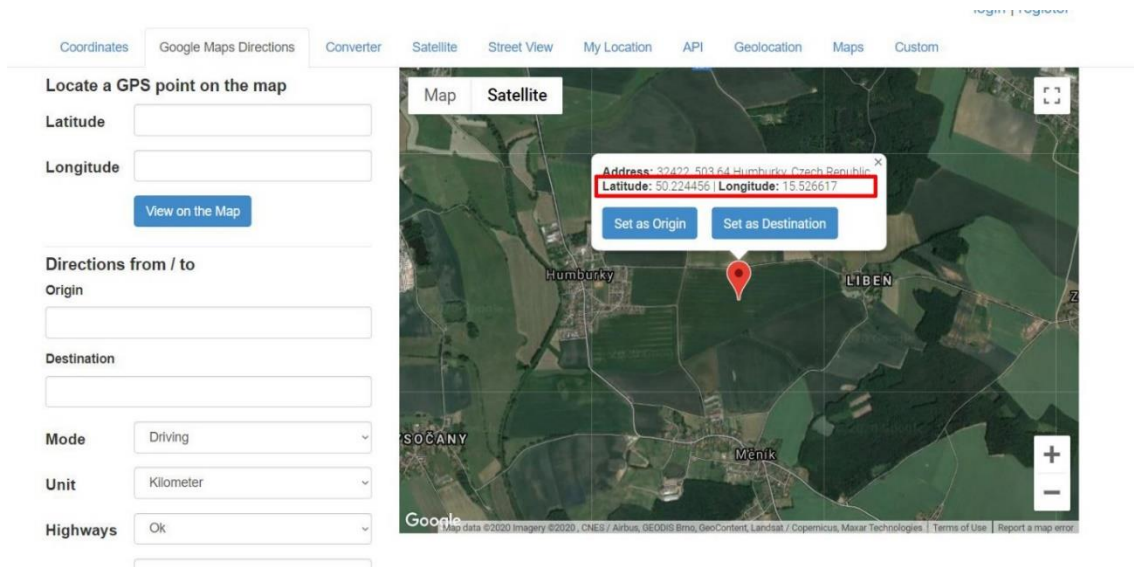 login | register
Coordinates Google Maps Directions Converter Satellite Street View My Location API Geolocation Maps Custom
Locate a GPS point on the map
Latitude
Longitude
View on the Map
Directions from / to
Origin
Destination
Mode Driving
Unit Kilometer
Highways Ok
Map Satellite
Address: 32422, 503 64 Humburky, Czech Republic
Latitude: 50.224456 | Longitude: 15.526617
Set as Origin Set as Destination
Humburky
LIBEŇ
SOČANY
Měník
Google
Map data ©2020 Imagery ©2020 , CNES / Airbus, GEODIS Brno, GeoContent, Landsat / Copernicus, Maxar Technologies Terms of Use Report a map error